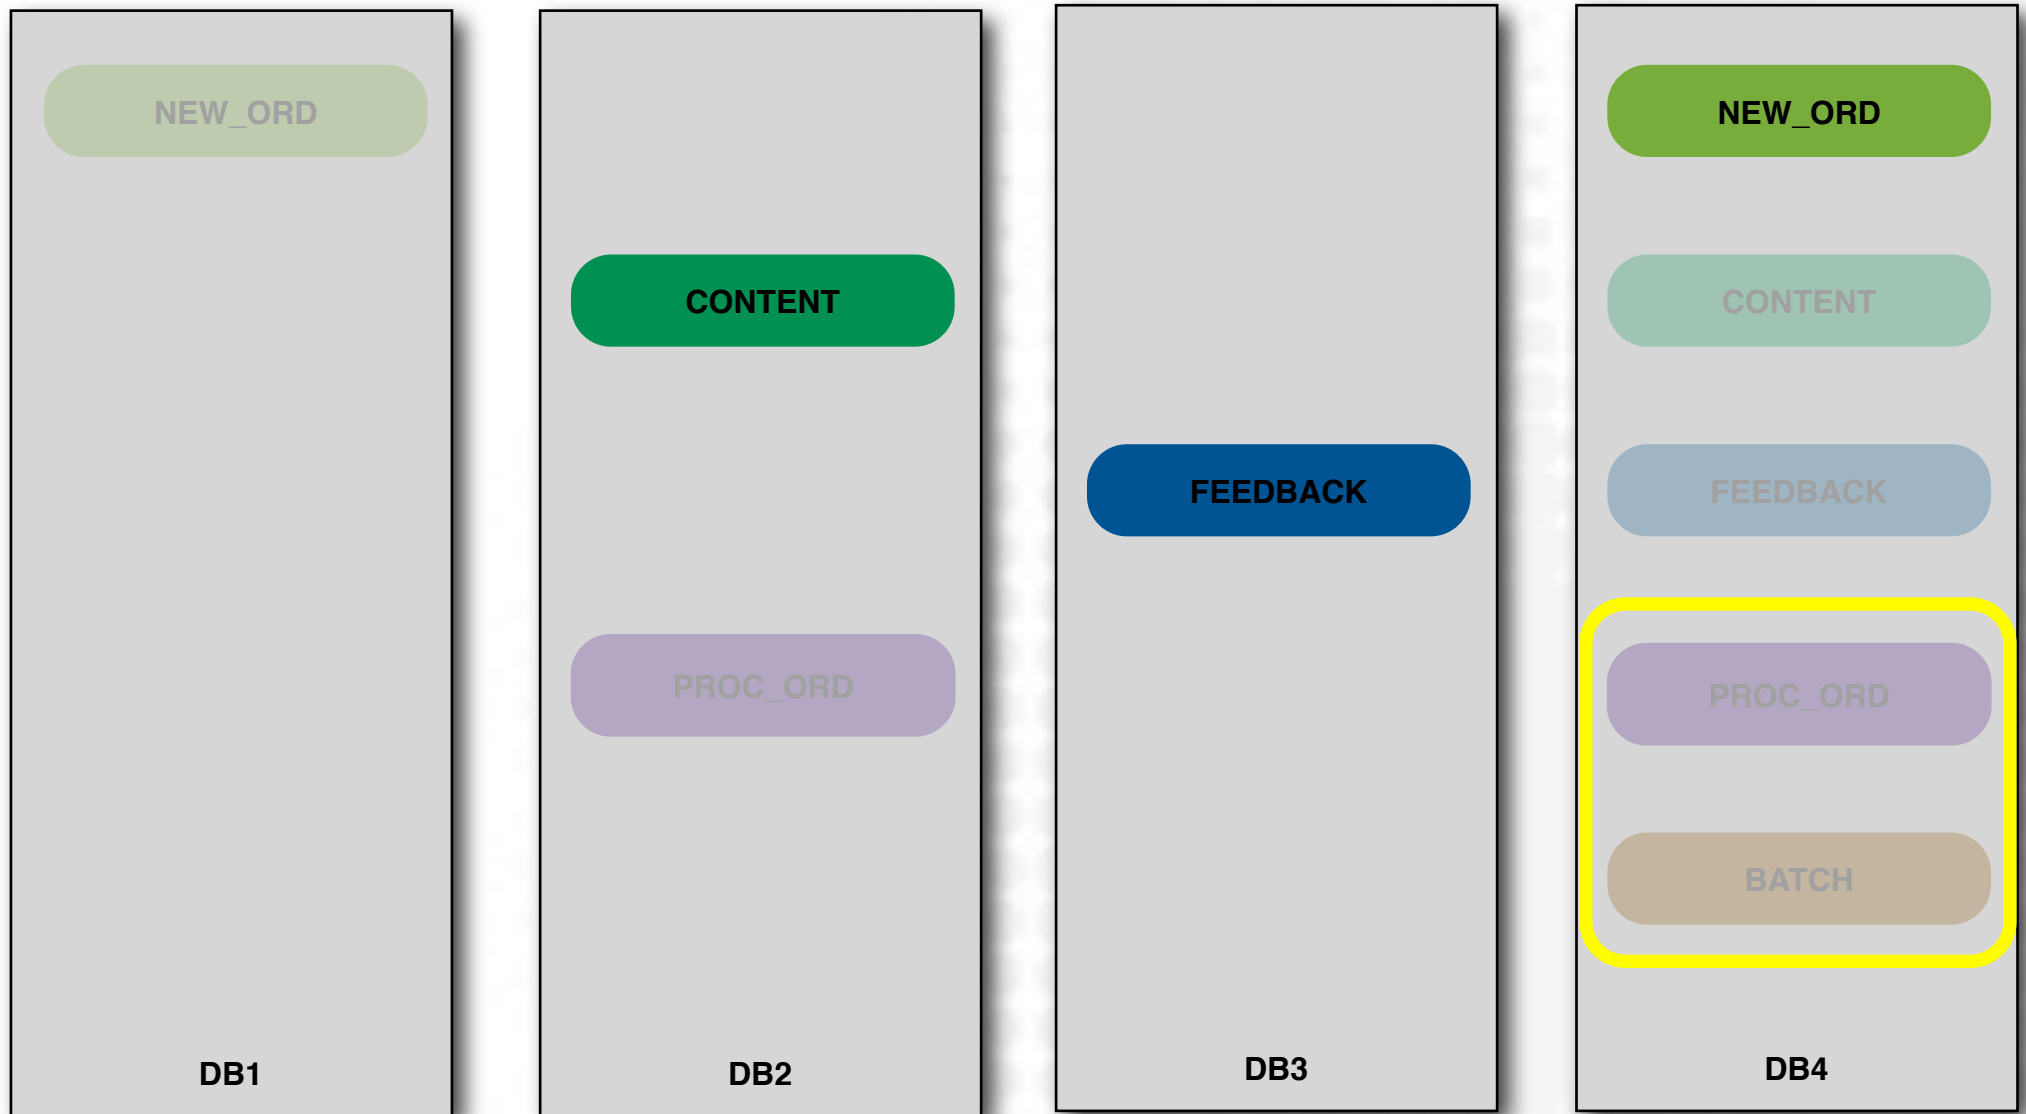 NEW_ORD
NEW_ORD
CONTENT
CONTENT
FEEDBACK
FEEDBACK
PROC_ORD
PROC_ORD
BATCH
DB1
DB2
DB3
DB4